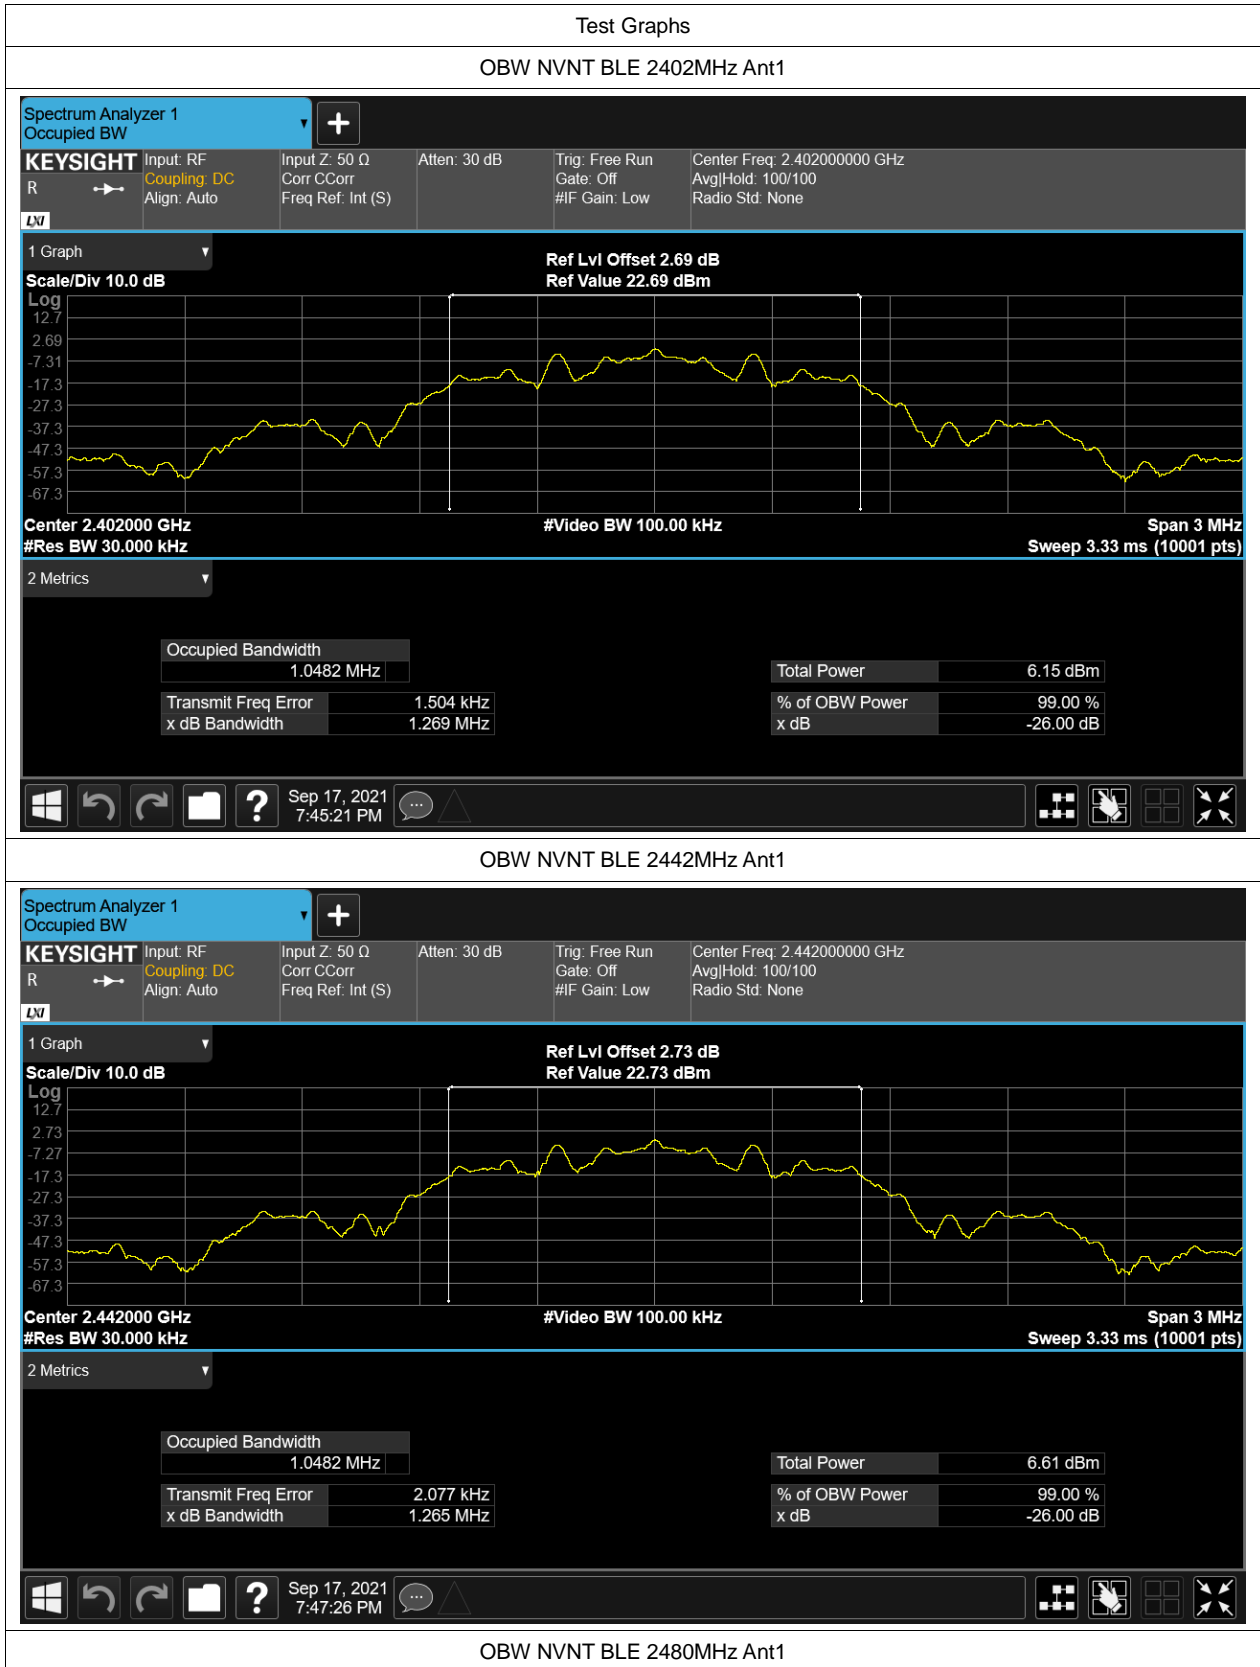 Test Graphs
OBW NVNT BLE 2402MHz Ant1
Spectrum Analyzer 1
Occupied BW
KEYSIGHT Input: RF Input Z: 50 Ω Atten: 30 dB Trig: Free Run Center Freq: 2.402000000 GHz
R Coupling: DC Corr CCorr Gate: Off Avg|Hold: 100/100
Align: Auto Freq Ref: Int (S) #IF Gain: Low Radio Std: None
LXI
1 Graph
Ref Lvl Offset 2.69 dB
Scale/Div 10.0 dB Ref Value 22.69 dBm
Log
12.7
2.69
-7.31
-17.3
-27.3
-37.3
-47.3
-57.3
-67.3
Center 2.402000 GHz #Video BW 100.00 kHz Span 3 MHz
#Res BW 30.000 kHz Sweep 3.33 ms (10001 pts)
2 Metrics
Occupied Bandwidth
1.0482 MHz Total Power 6.15 dBm
Transmit Freq Error 1.504 kHz % of OBW Power 99.00 %
x dB Bandwidth 1.269 MHz x dB -26.00 dB
? Sep 17, 2021
7:45:21 PM
OBW NVNT BLE 2442MHz Ant1
Spectrum Analyzer 1
Occupied BW
KEYSIGHT Input: RF Input Z: 50 Ω Atten: 30 dB Trig: Free Run Center Freq: 2.442000000 GHz
R Coupling: DC Corr CCorr Gate: Off Avg|Hold: 100/100
Align: Auto Freq Ref: Int (S) #IF Gain: Low Radio Std: None
LXI
1 Graph
Ref Lvl Offset 2.73 dB
Scale/Div 10.0 dB Ref Value 22.73 dBm
Log
12.7
2.73
-7.27
-17.3
-27.3
-37.3
-47.3
-57.3
-67.3
Center 2.442000 GHz #Video BW 100.00 kHz Span 3 MHz
#Res BW 30.000 kHz Sweep 3.33 ms (10001 pts)
2 Metrics
Occupied Bandwidth
1.0482 MHz Total Power 6.61 dBm
Transmit Freq Error 2.077 kHz % of OBW Power 99.00 %
x dB Bandwidth 1.265 MHz x dB -26.00 dB
? Sep 17, 2021
7:47:26 PM
OBW NVNT BLE 2480MHz Ant1